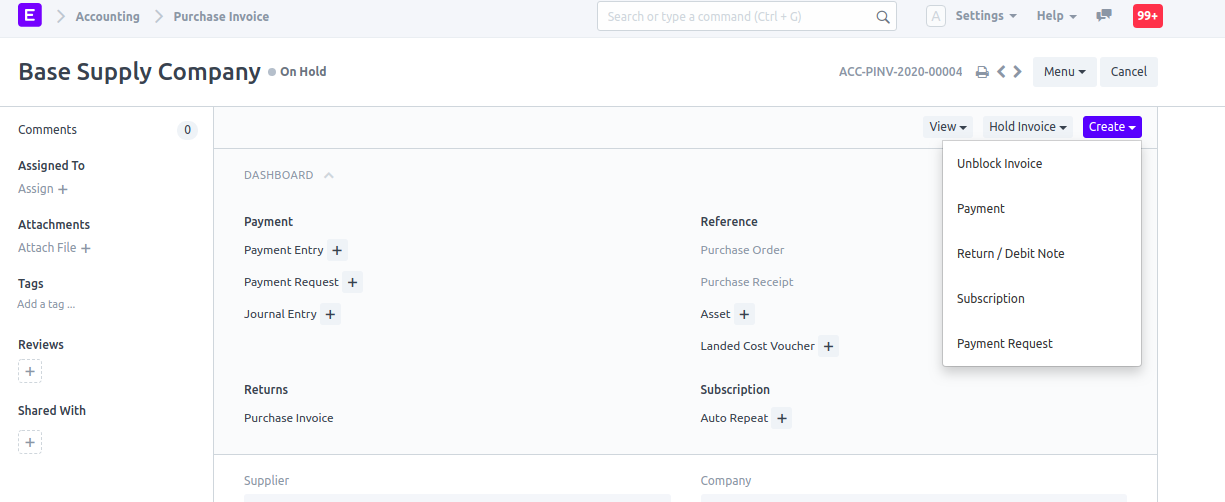 E Accounting Purchase Invoice Search or type a command (Ctrl + G) A Settings Help 99+
Base Supply Company On Hold ACC-PINV-2020-00004 Menu Cancel
Comments 0
Assigned To
Assign +
Attachments
Attach File +
Tags
Add a tag ...
Reviews
+
Shared With
+
View Hold Invoice Create
Unblock Invoice
Payment
Return / Debit Note
Subscription
Payment Request
DASHBOARD
Payment
Payment Entry +
Payment Request +
Journal Entry +
Reference
Purchase Order
Purchase Receipt
Asset +
Landed Cost Voucher +
Returns
Purchase Invoice
Subscription
Auto Repeat +
Supplier
Company